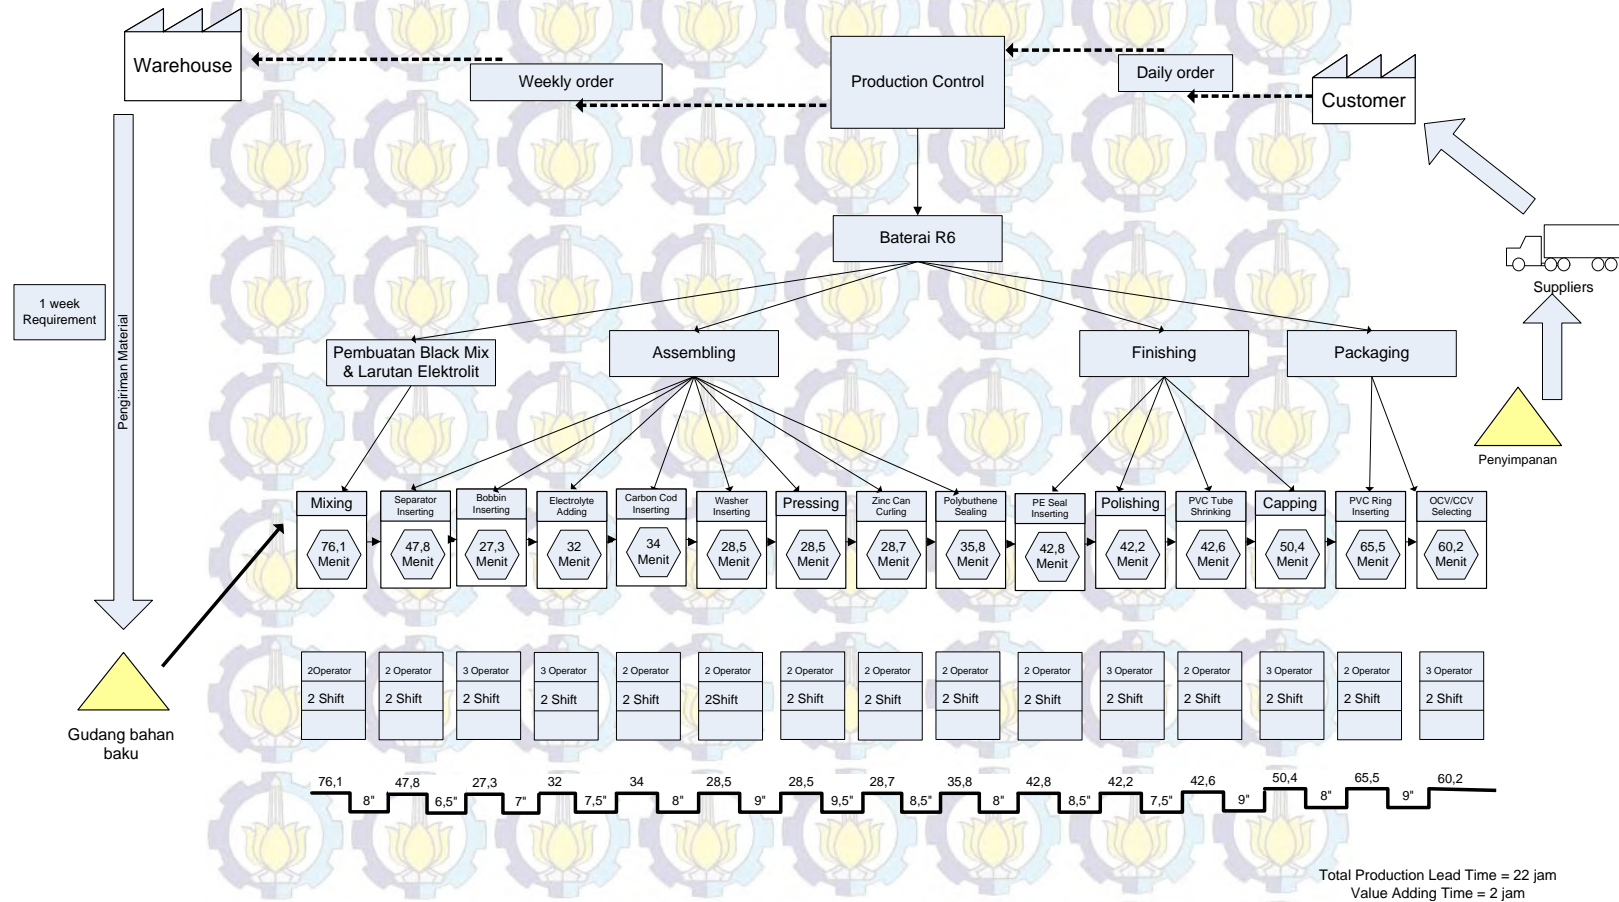 Warehouse
Weekly order
Production Control
Daily order
Customer
Baterai R6
1 week
Requirement
Pengiriman Material
Suppliers
Pembuatan Black Mix
& Larutan Elektrolit
Assembling
Finishing
Packaging
Penyimpanan
Mixing
Separator
Inserting
Bobbin
Inserting
Electrolyte
Adding
Carbon Cod
Inserting
Washer
Inserting
Pressing
Zinc Can
Curling
Polybuthene
Sealing
PE Seal
Inserting
Polishing
PVC Tube
Shrinking
Capping
PVC Ring
Inserting
OCV/CCV
Selecting
76,1
Menit
47,8
Menit
27,3
Menit
32
Menit
34
Menit
28,5
Menit
28,5
Menit
28,7
Menit
35,8
Menit
42,8
Menit
42,2
Menit
42,6
Menit
50,4
Menit
65,5
Menit
60,2
Menit
Gudang bahan
baku
2Operator
2 Shift
2 Operator
2 Shift
3 Operator
2 Shift
3 Operator
2 Shift
2 Operator
2 Shift
2 Operator
2Shift
2 Operator
2 Shift
2 Operator
2 Shift
2 Operator
2 Shift
2 Operator
2 Shift
3 Operator
2 Shift
2 Operator
2 Shift
3 Operator
2 Shift
2 Operator
2 Shift
3 Operator
2 Shift
76,1
8"
47,8
6,5"
27,3
7"
32
7,5"
34
8"
28,5
9"
28,5
9,5"
28,7
8,5"
35,8
8"
42,8
8,5"
42,2
7,5"
42,6
9"
50,4
8"
65,5
9"
60,2
Total Production Lead Time = 22 jam
Value Adding Time = 2 jam